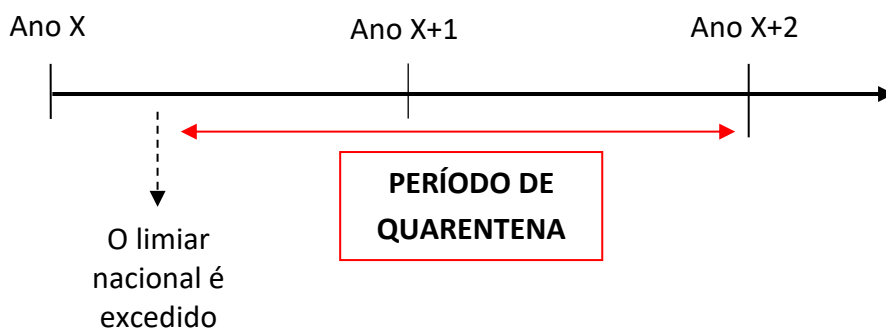 Ano X
Ano X+1
Ano X+2
PERÍODO DE
QUARENTENA
O limiar
nacional é
excedido